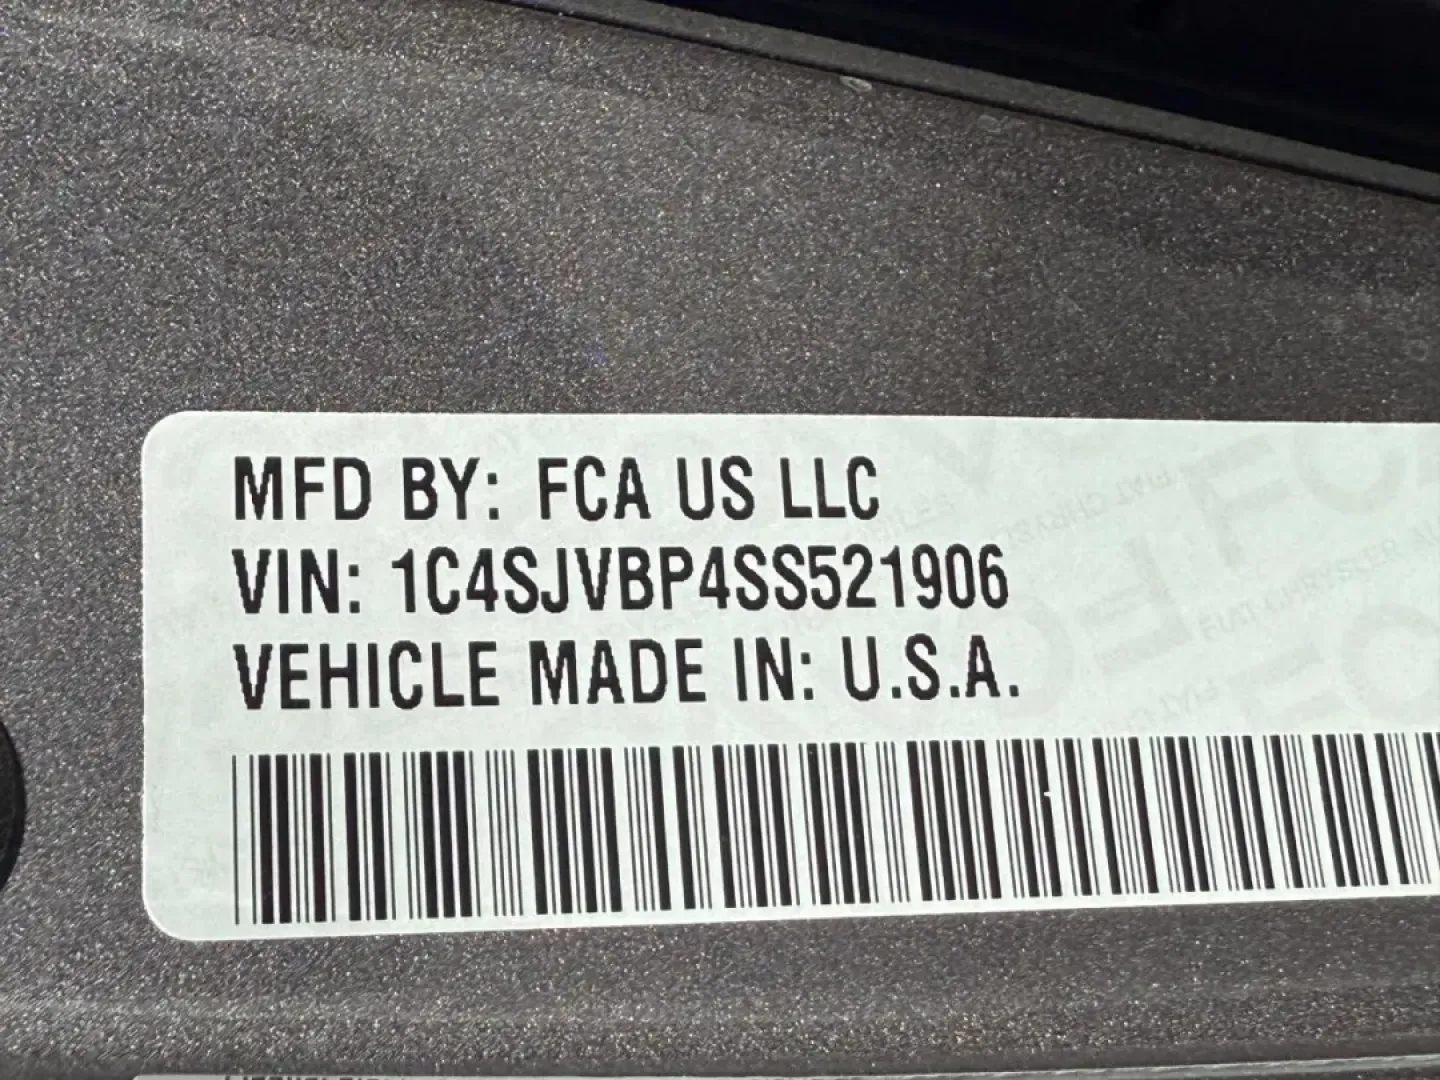 MFD BY: FCA US LLC
VIN: 1C4SJVBP4SS521906
VEHICLE MADE IN: U.S.A.